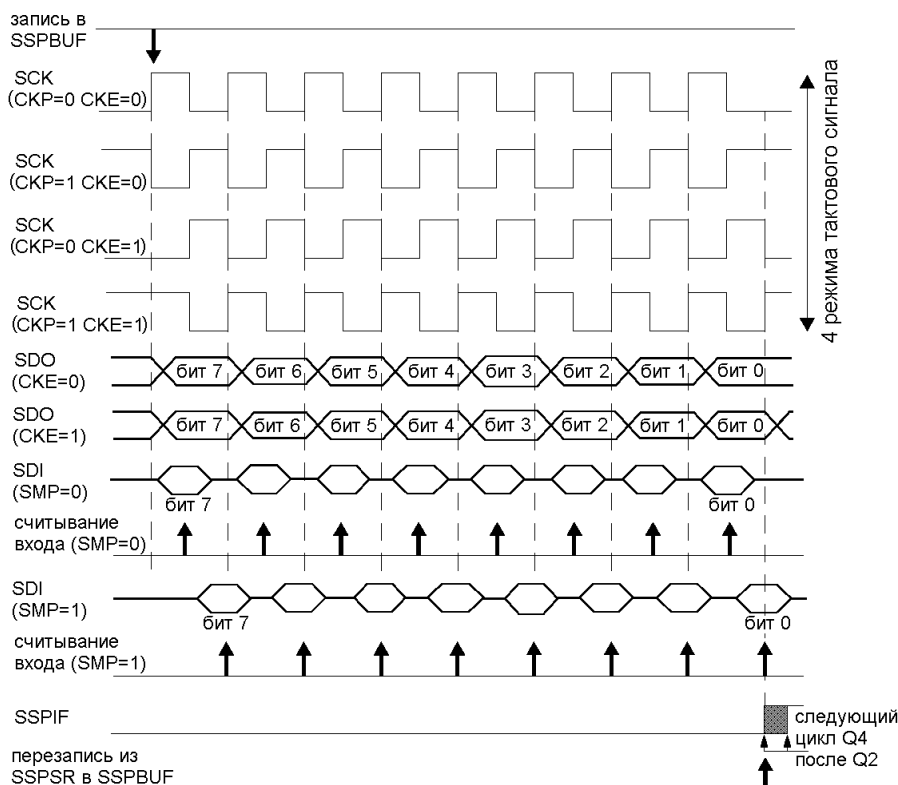 запись в
SSPBUF
SCK
(CKP=0 CKE=0)
SCK
(CKP=1 CKE=0)
SCK
(CKP=0 CKE=1)
SCK
(CKP=1 CKE=1)
4 режима тактового сигнала
SDO
(CKE=0)
бит 7 бит 6 бит 5 бит 4 бит 3 бит 2 бит 1 бит 0
SDO
(CKE=1)
бит 7 бит 6 бит 5 бит 4 бит 3 бит 2 бит 1 бит 0
SDI
(SMP=0)
бит 7 бит 0
считывание
входа (SMP=0)
SDI
(SMP=1)
бит 7 бит 0
считывание
входа (SMP=1)
SSPIF
следующий
цикл Q4
после Q2
перезапись из
SSPSR в SSPBUF